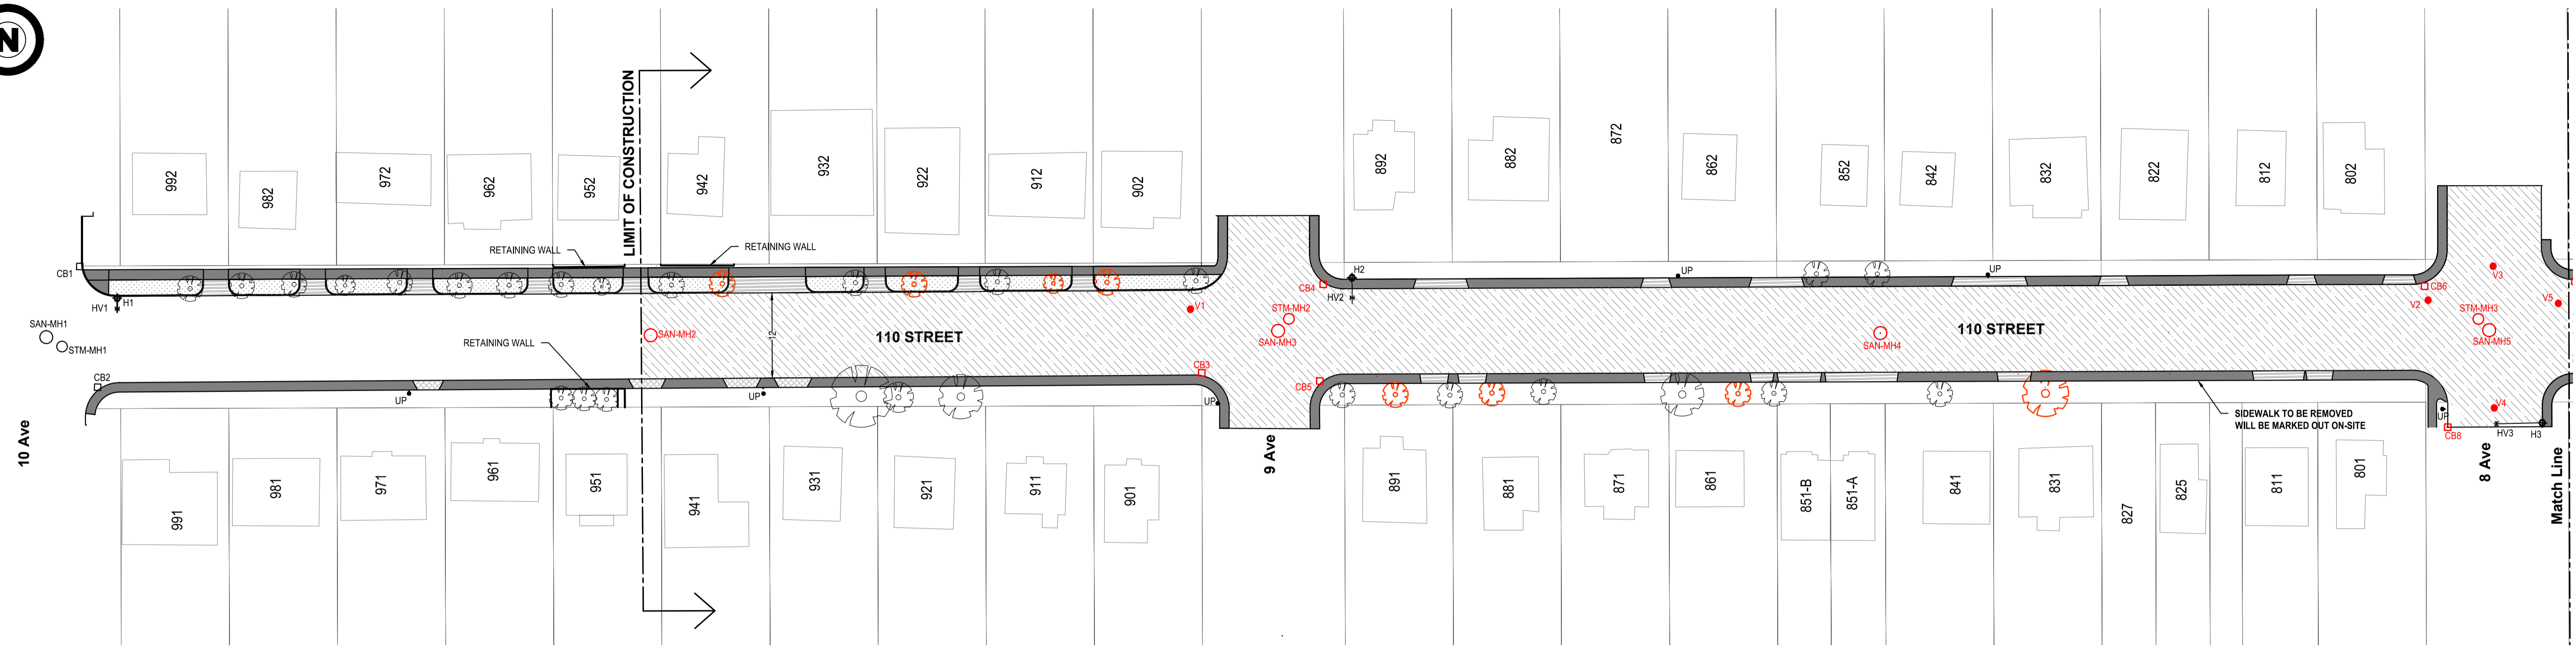 N
LIMIT OF CONSTRUCTION
992
982
972
962
952
942
932
922
912
902
892
882
872
862
852
842
832
822
812
802
RETAINING WALL
RETAINING WALL
CB1
HV1
H1
SAN-MH1
STM-MH1
SAN-MH2
12
110 STREET
V1
STM-MH2
SAN-MH3
CB4
H2
HV2
UP
UP
SAN-MH4
110 STREET
CB6
V2
V3
V5
STM-MH3
SAN-MH5
RETAINING WALL
CB2
UP
UP
CB3
UP
CB5
SIDEWALK TO BE REMOVED
WILL BE MARKED OUT ON-SITE
UP
CB8
V4
HV3
H3
10 Ave
9 Ave
8 Ave
Match Line
991
981
971
961
951
941
931
921
911
901
891
881
871
861
851-B
851-A
841
831
827
825
811
801